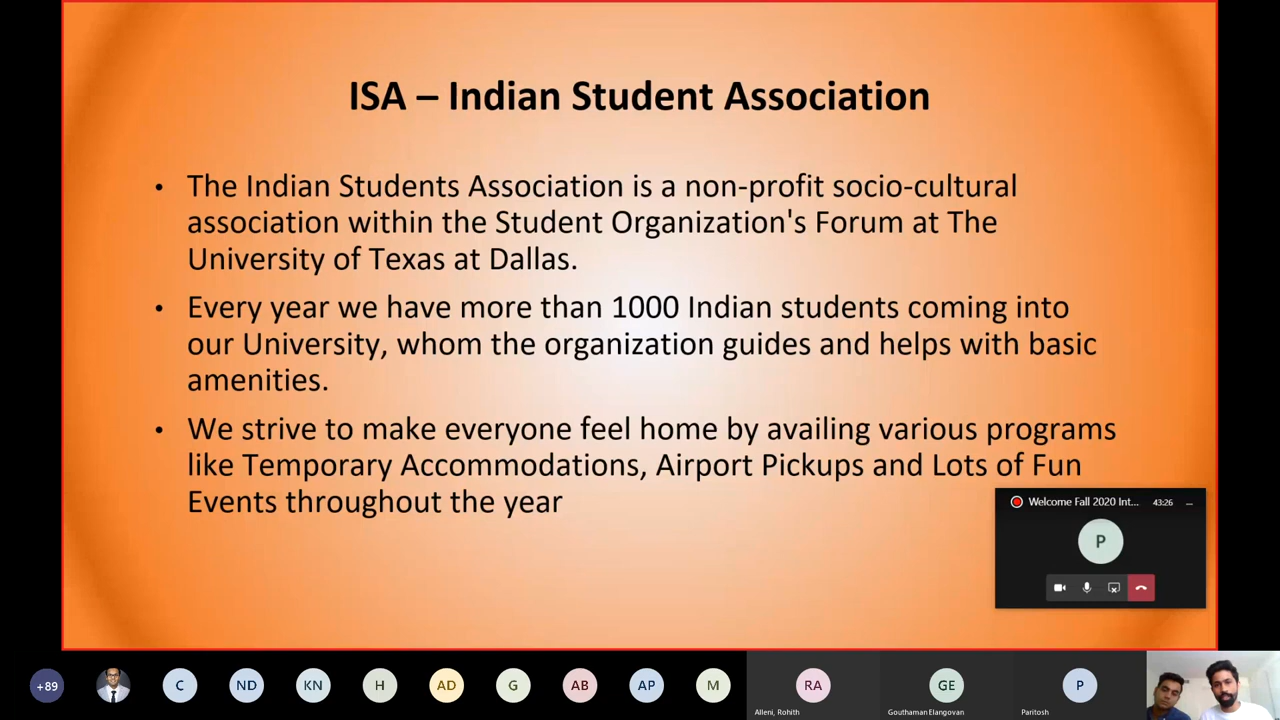 ISA – Indian Student Association
• The Indian Students Association is a non-profit socio-cultural
association within the Student Organization's Forum at The
University of Texas at Dallas.
• Every year we have more than 1000 Indian students coming into
our University, whom the organization guides and helps with basic
amenities.
• We strive to make everyone feel home by availing various programs
like Temporary Accommodations, Airport Pickups and Lots of Fun
Events throughout the year
Welcome Fall 2020 Int... 43:26
P
+89 C ND KN H AD G AB AP M RA GE P
Alleni, Rohith Gouthaman Elangovan Paritosh